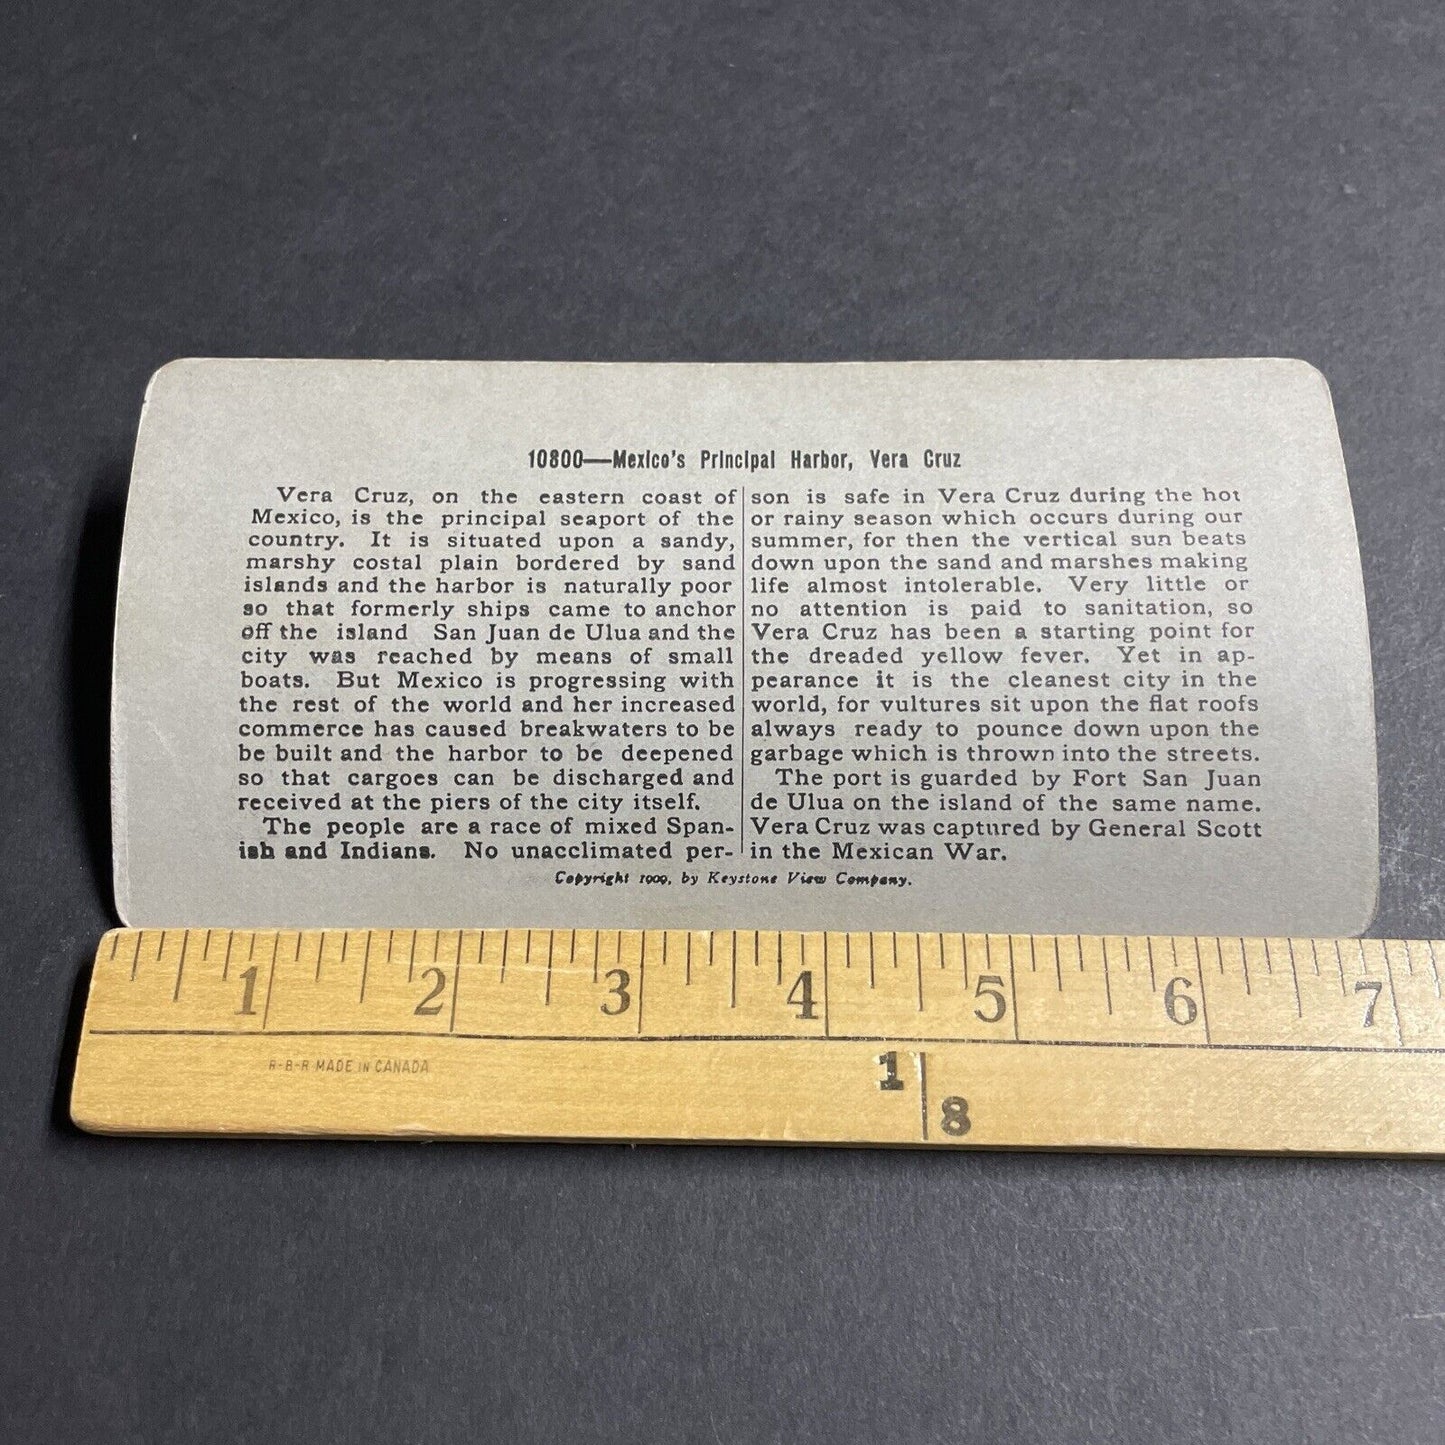 10800—Mexico's Principal Harbor, Vera Cruz
Vera Cruz, on the eastern coast of
Mexico, is the principal seaport of the
country. It is situated upon a sandy,
marshy costal plain bordered by sand
islands and the harbor is naturally poor
so that formerly ships came to anchor
off the island San Juan de Ulua and the
city was reached by means of small
boats. But Mexico is progressing with
the rest of the world and her increased
commerce has caused breakwaters to be
be built and the harbor to be deepened
so that cargoes can be discharged and
received at the piers of the city itself.
The people are a race of mixed Span-
ish and Indians. No unacclimated per-
son is safe in Vera Cruz during the hot
or rainy season which occurs during our
summer, for then the vertical sun beats
down upon the sand and marshes making
life almost intolerable. Very little or
no attention is paid to sanitation, so
Vera Cruz has been a starting point for
the dreaded yellow fever. Yet in ap-
pearance it is the cleanest city in the
world, for vultures sit upon the flat roofs
always ready to pounce down upon the
garbage which is thrown into the streets.
The port is guarded by Fort San Juan
de Ulua on the island of the same name.
Vera Cruz was captured by General Scott
in the Mexican War.
Copyright 1909, by Keystone View Company.
1 2 3 4 5 6 7
R-B-R MADE IN CANADA
1
8